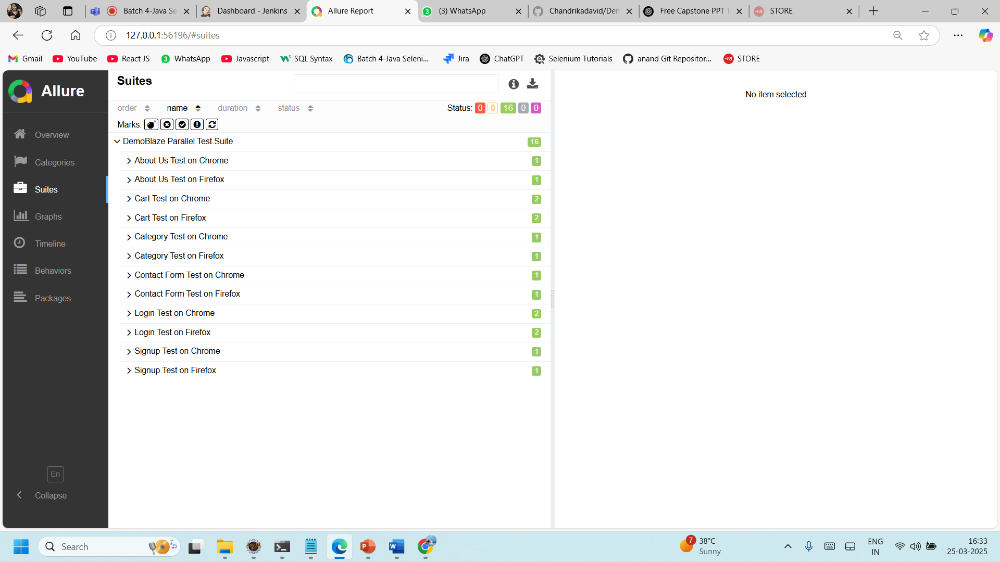 Batch 4-Java Se
Dashboard - Jenkins
Allure Report
(3) WhatsApp
Chandrikadavid/Den
Free Capstone PPT T
STORE
127.0.0.1:56196/#suites
Gmail
YouTube
React JS
WhatsApp
Javascript
SQL Syntax
Batch 4-Java Seleni...
Jira
ChatGPT
Selenium Tutorials
anand Git Repositor...
STORE
Allure
Overview
Categories
Suites
Graphs
Timeline
Behaviors
Packages
En
Collapse
Suites
order name duration status
Status: 0 0 16 0 0
Marks:
DemoBlaze Parallel Test Suite 16
About Us Test on Chrome 1
About Us Test on Firefox 1
Cart Test on Chrome 2
Cart Test on Firefox 2
Category Test on Chrome 1
Category Test on Firefox 1
Contact Form Test on Chrome 1
Contact Form Test on Firefox 1
Login Test on Chrome 2
Login Test on Firefox 2
Signup Test on Chrome 1
Signup Test on Firefox 1
No item selected
Search
7
38°C
Sunny
ENG
IN
16:33
25-03-2025